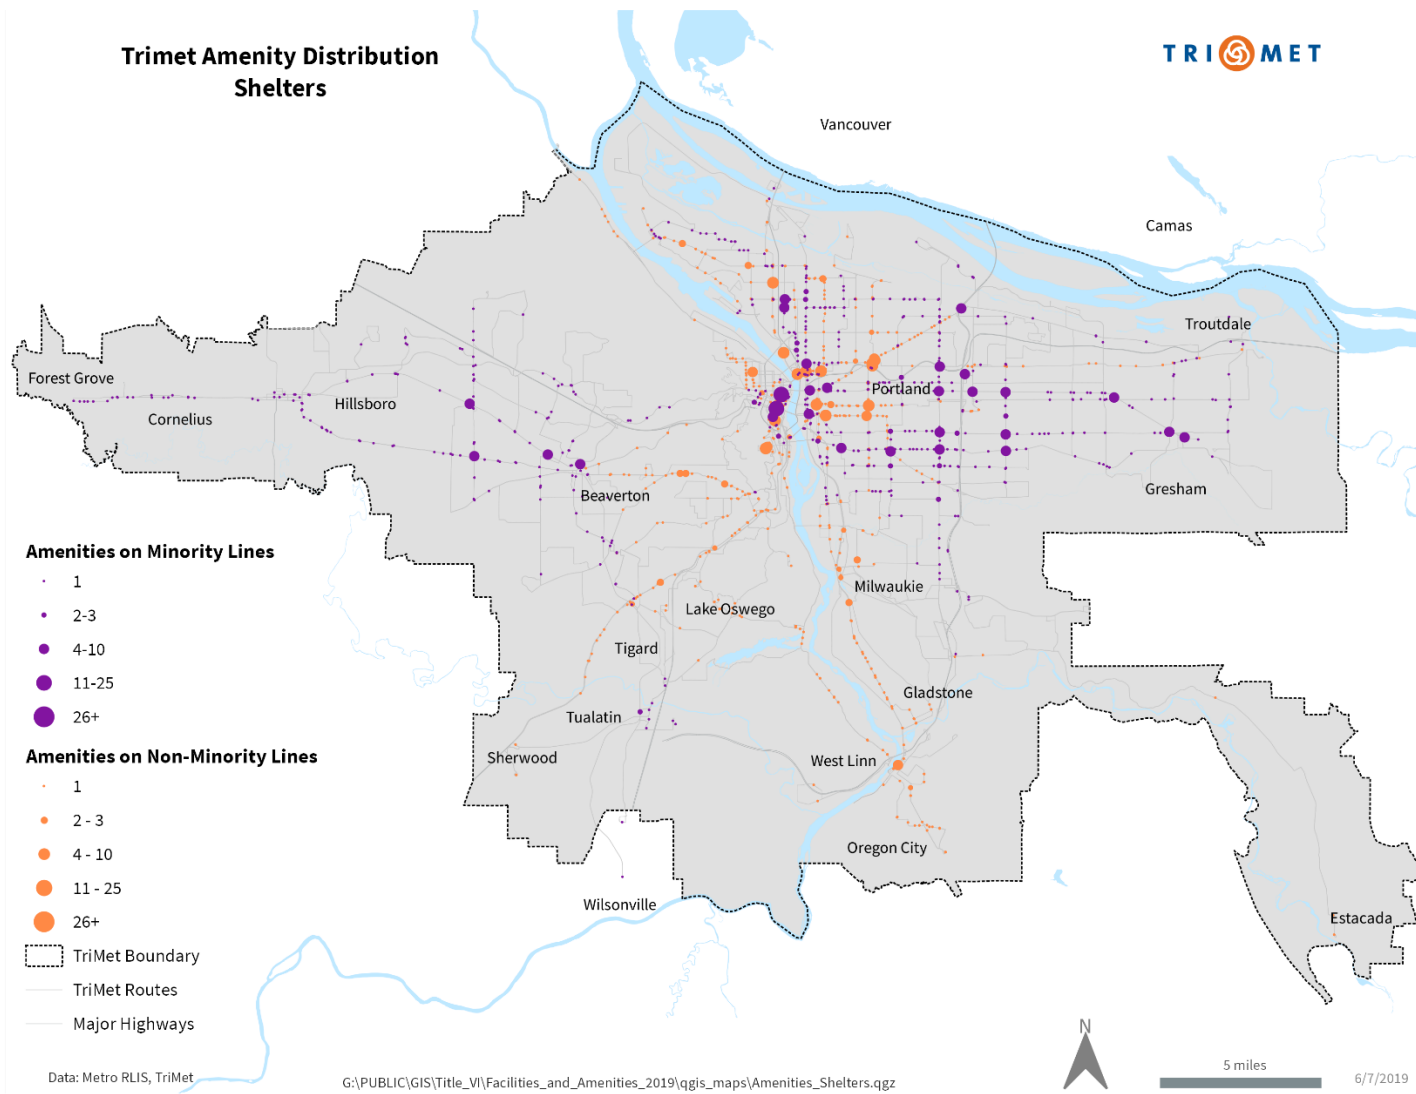 Trimet Amenity Distribution
Shelters
TRI MET
Vancouver
Camas
Troutdale
Forest Grove
Hillsboro
Portland
Cornelius
Beaverton
Gresham
Amenities on Minority Lines
1
2-3
4-10
11-25
26+
Milwaukie
Lake Oswego
Tigard
Gladstone
Tualatin
Sherwood
West Linn
Oregon City
Wilsonville
Estacada
Amenities on Non-Minority Lines
1
2 - 3
4 - 10
11 - 25
26+
TriMet Boundary
TriMet Routes
Major Highways
Data: Metro RLIS, TriMet
G:\PUBLIC\GIS\Title_VI\Facilities_and_Amenities_2019\qgis_maps\Amenities_Shelters.qgz
N
5 miles
6/7/2019